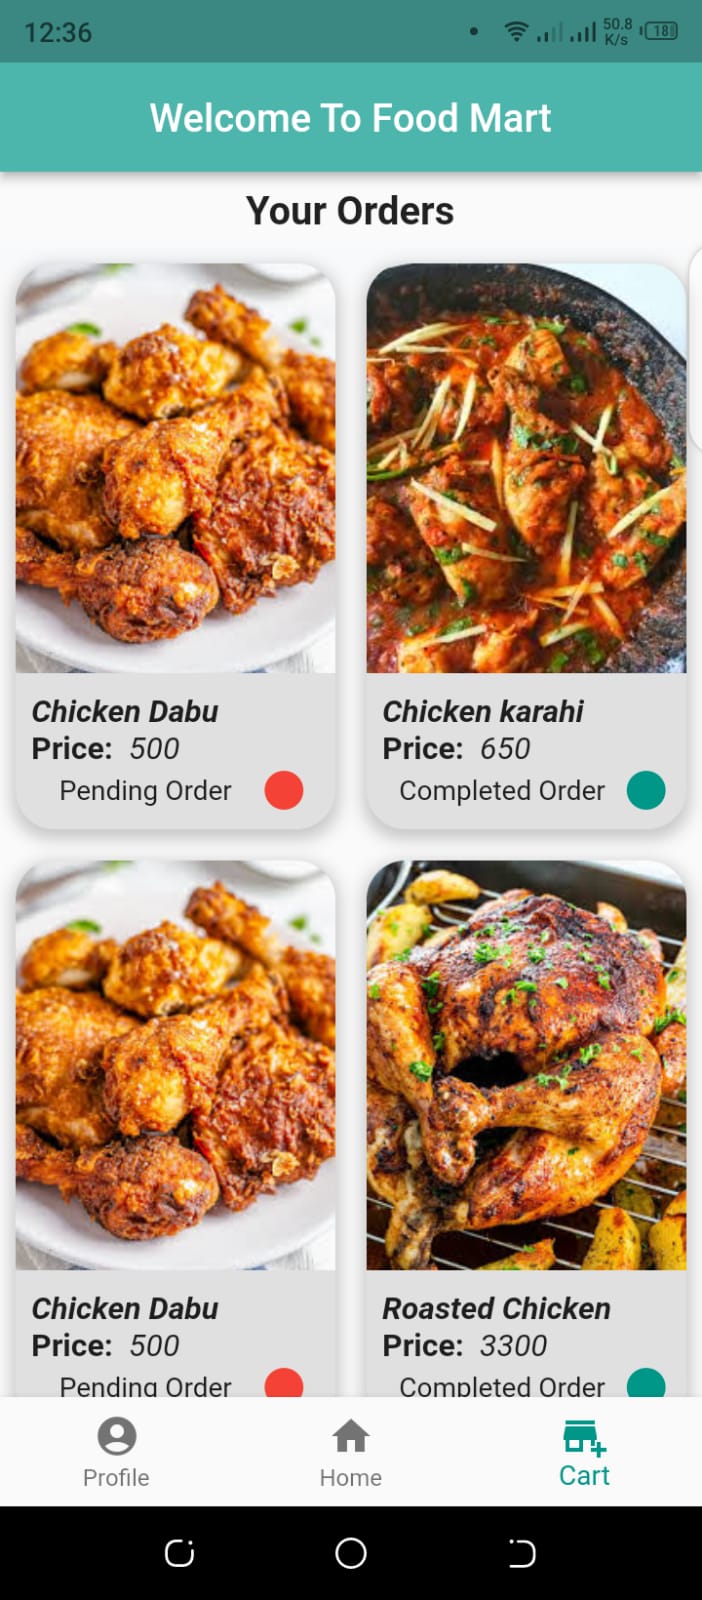 12:36
50.8
K/s
18
Welcome To Food Mart
Your Orders
Chicken Dabu
Price: 500
Pending Order
Chicken karahi
Price: 650
Completed Order
Chicken Dabu
Price: 500
Pending Order
Roasted Chicken
Price: 3300
Completed Order
Profile
Home
Cart